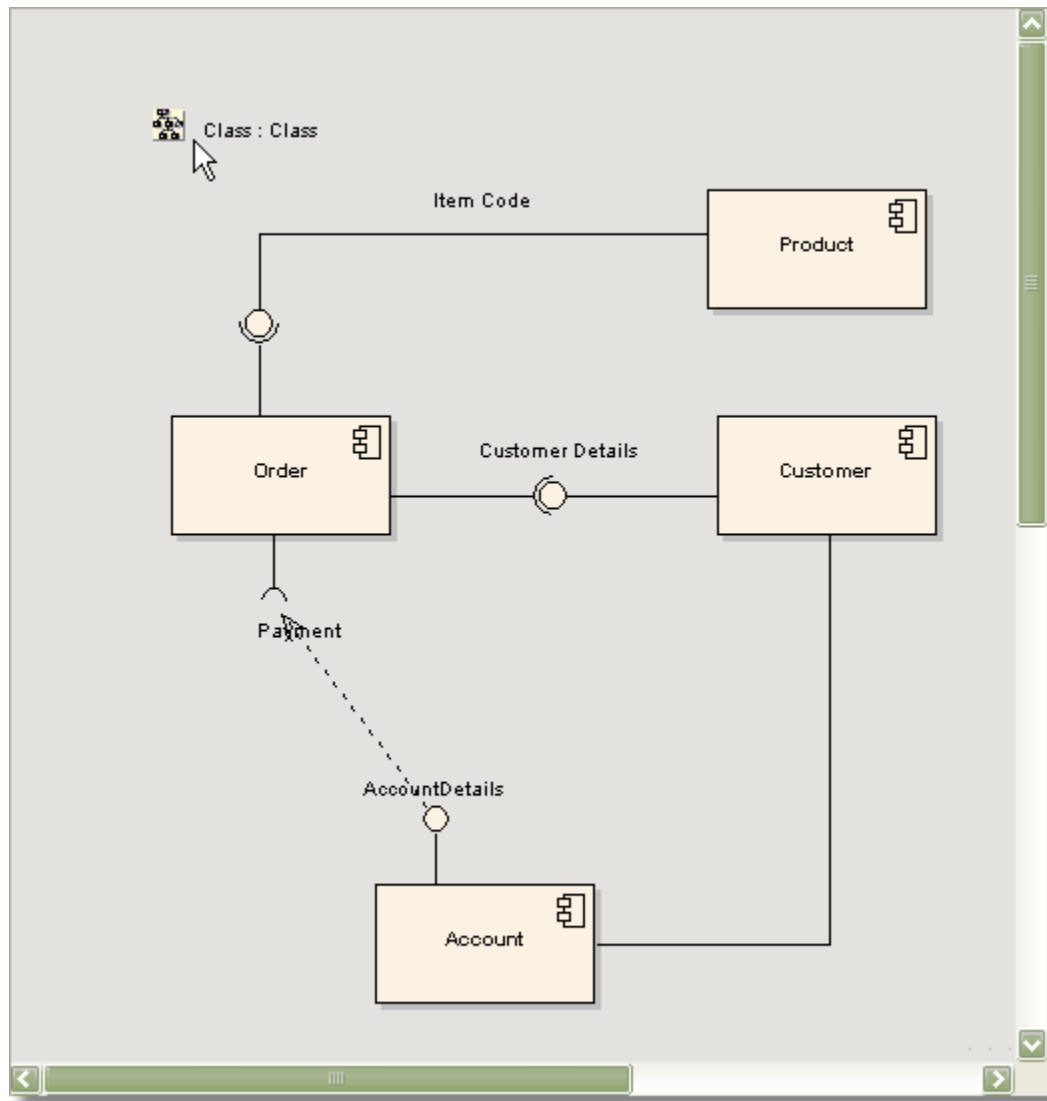 Class : Class
Item Code
Product
Customer Details
Order
Customer
Payment
AccountDetails
Account